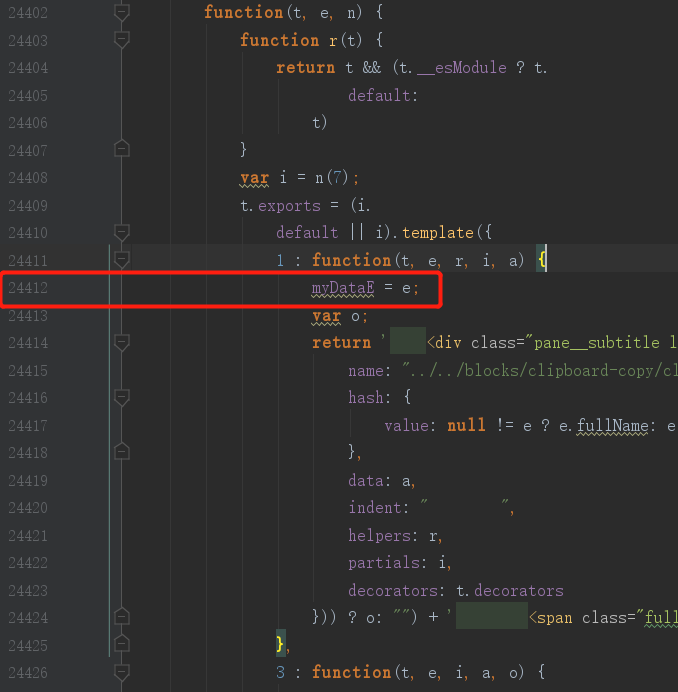 24402 function(t, e, n) {
24403 function r(t) {
24404 return t && (t.__esModule ? t.
24405 default:
24406 t)
24407 }
24408 var i = n(7);
24409 t.exports = (i.
24410 default || i).template({
24411 1 : function(t, e, r, i, a) {
24412 myDataE = e;
24413 var o;
24414 return ' <div class="pane__subtitle l
24415 name: "../../blocks/clipboard-copy/cl
24416 hash: {
24417 value: null != e ? e.fullName: e
24418 },
24419 data: a,
24420 indent: "        ",
24421 helpers: r,
24422 partials: i,
24423 decorators: t.decorators
24424 })) ? o: "") + ' <span class="full
24425 },
24426 3 : function(t, e, i, a, o) {